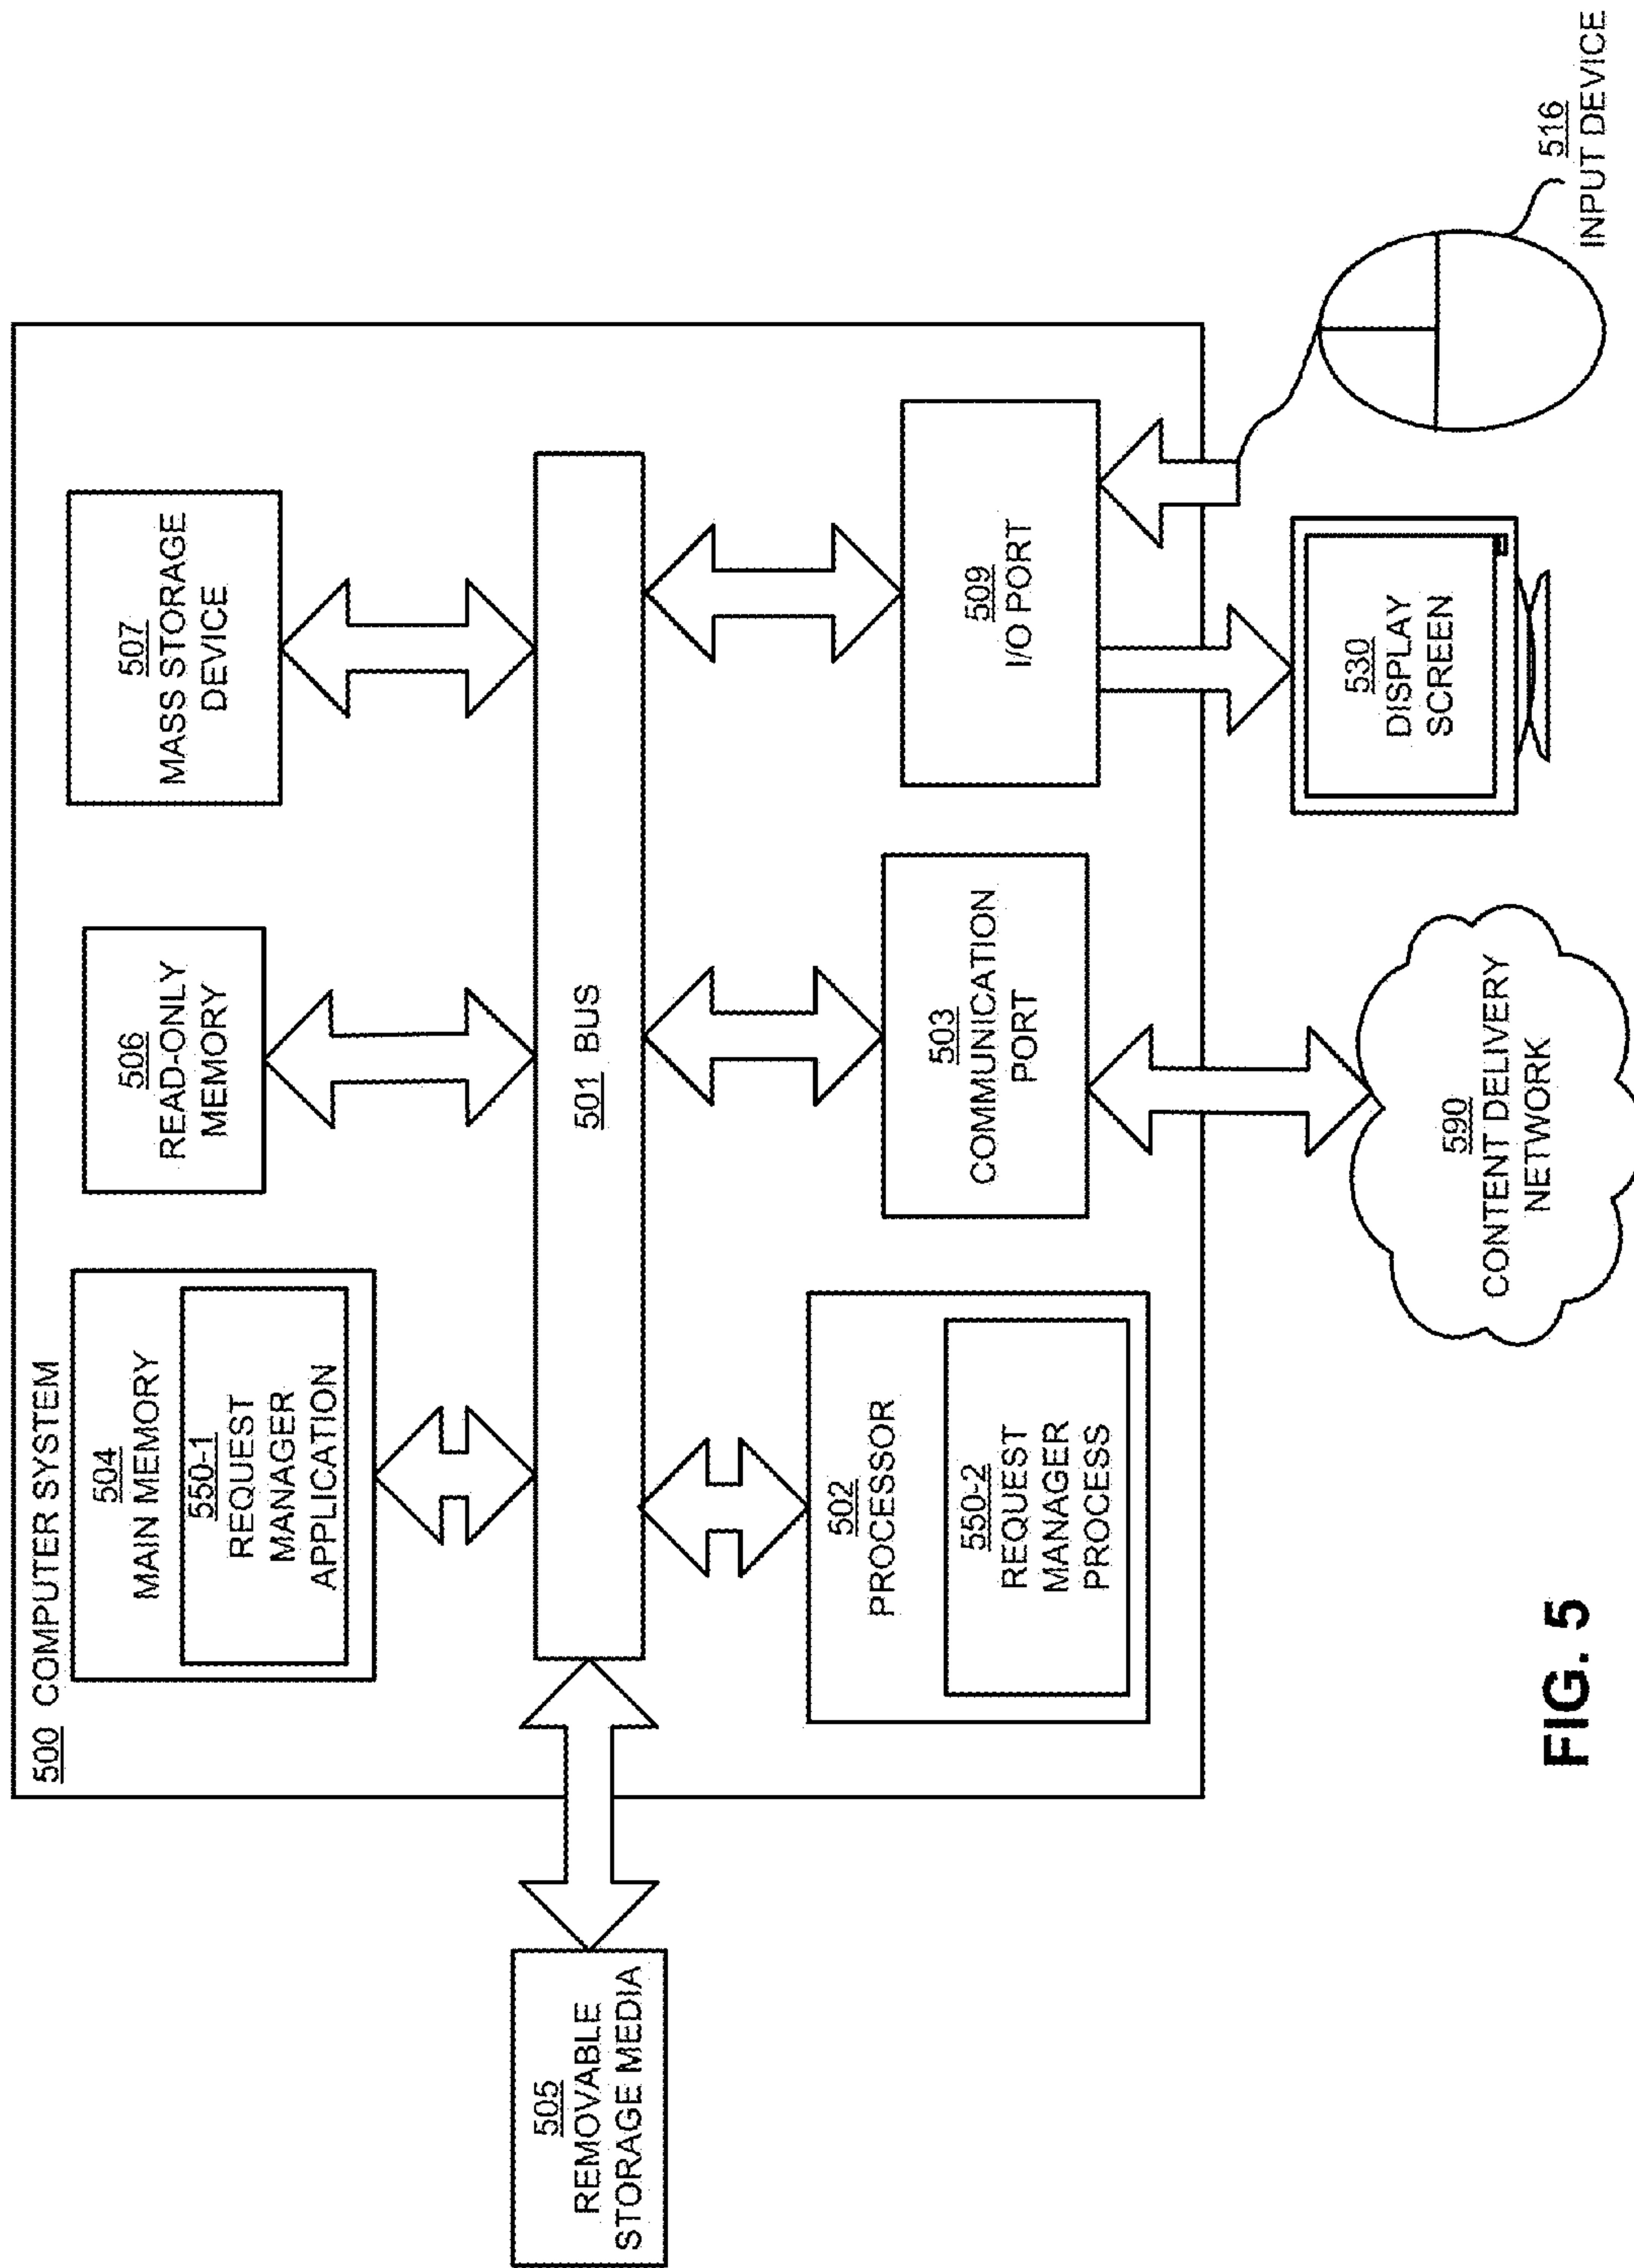 500 COMPUTER SYSTEM
504
MAIN MEMORY
550-1
REQUEST
MANAGER
APPLICATION
506
READ-ONLY
MEMORY
507
MASS STORAGE
DEVICE
505
REMOVABLE
STORAGE MEDIA
501 BUS
502
PROCESSOR
550-2
REQUEST
MANAGER
PROCESS
503
COMMUNICATION
PORT
509
I/O PORT
590
CONTENT DELIVERY
NETWORK
530
DISPLAY
SCREEN
516
INPUT DEVICE
FIG. 5